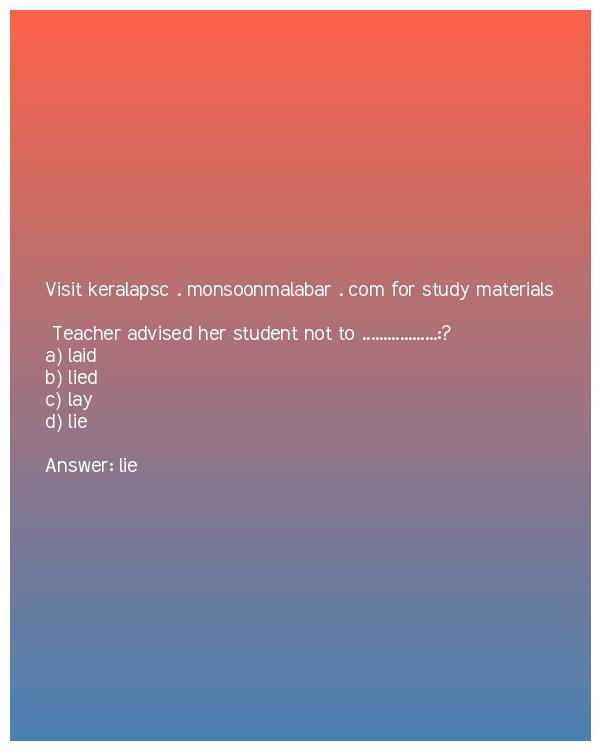 Visit keralapsc . monsoonmalabar . com for study materials
Teacher advised her student not to ..................:?
a) laid
b) lied
c) lay
d) lie
Answer: lie